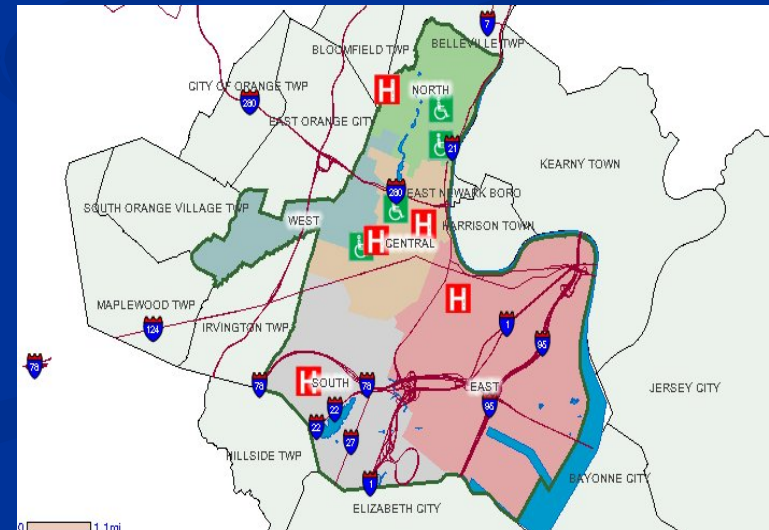 7
BELLEVILLE TWP
BLOOMFIELD TWP
CITY OF ORANGE TWP
H
NORTH
280
EAST ORANGE CITY
21
KEARNY TOWN
280
EAST NEWARK BORO
SOUTH ORANGE VILLAGE TWP
WEST
H
HARRISON TOWN
H
CENTRAL
H
MAPLEWOOD TWP
124
IRVINGTON TWP
1
95
78
78
H
SOUTH
78
EAST
JERSEY CITY
22
95
22
27
HILLSIDE TWP
BAYONNE CITY
1
ELIZABETH CITY
0
1.1mi